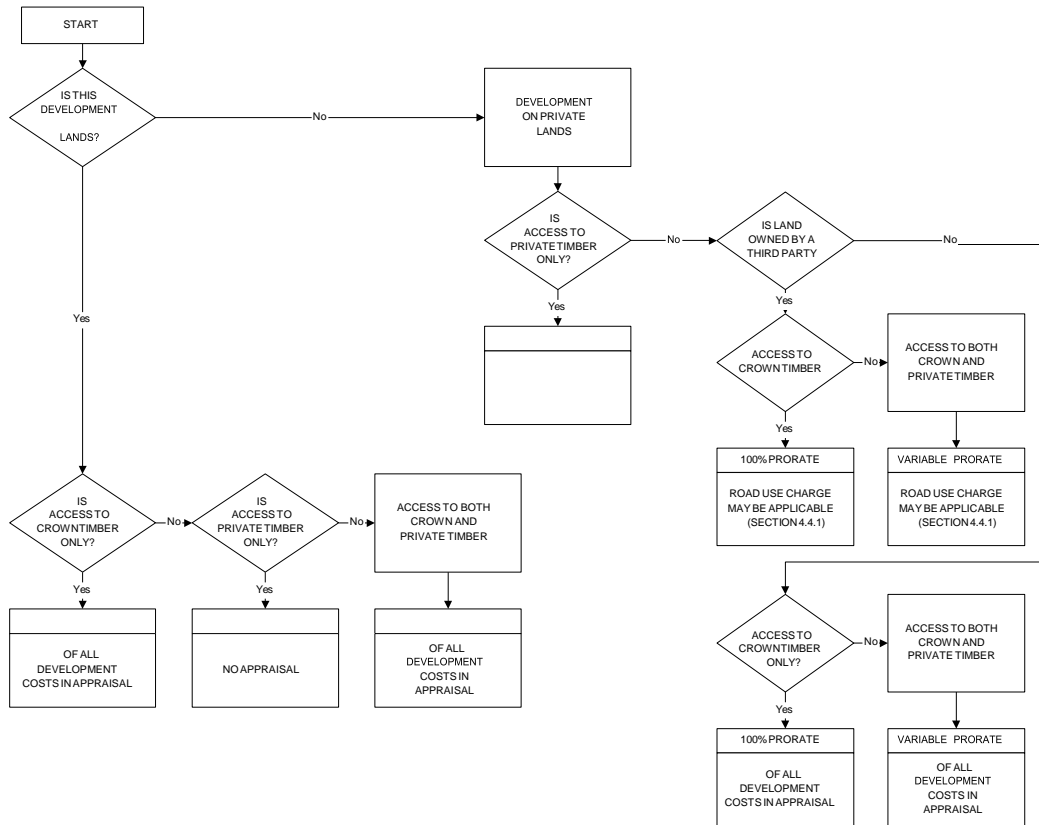 START
IS THIS
DEVELOPMENT
LANDS?
No
DEVELOPMENT
ON PRIVATE
LANDS
IS
ACCESS TO
PRIVATE TIMBER
ONLY?
No
IS LAND
OWNED BY A
THIRD PARTY
No
Yes
Yes
Yes
ACCESS TO
CROWN TIMBER
No
ACCESS TO BOTH
CROWN AND
PRIVATE TIMBER
Yes
100% PRORATE
ROAD USE CHARGE
MAY BE APPLICABLE
(SECTION 4.4.1)
VARIABLE PRORATE
ROAD USE CHARGE
MAY BE APPLICABLE
(SECTION 4.4.1)
IS
ACCESS TO
CROWN TIMBER
ONLY?
No
IS
ACCESS TO
PRIVATE TIMBER
ONLY?
No
ACCESS TO BOTH
CROWN AND
PRIVATE TIMBER
Yes
Yes
OF ALL
DEVELOPMENT
COSTS IN APPRAISAL
NO APPRAISAL
OF ALL
DEVELOPMENT
COSTS IN
APPRAISAL
ACCESS TO
CROWN TIMBER
ONLY?
No
ACCESS TO BOTH
CROWN AND
PRIVATE TIMBER
Yes
100% PRORATE
OF ALL
DEVELOPMENT
COSTS IN APPRAISAL
VARIABLE PRORATE
OF ALL
DEVELOPMENT
COSTS IN
APPRAISAL